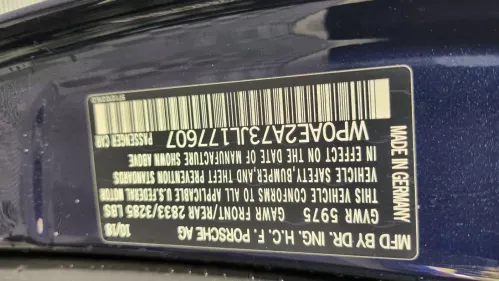 MFD BY DR. ING. H.C. F. PORSCHE AG
10/18
GVWR 5975
GAWR FRONT/REAR 2833/3285 LBS
THIS VEHICLE CONFORMS TO ALL APPLICABLE U.S.FEDERAL MOTOR
VEHICLE SAFETY,BUMPER,AND THEFT PREVENTION STANDARDS
IN EFFECT ON THE DATE OF MANUFACTURE SHOWN ABOVE
WP0AE2A73JL177607
PASSENGER CAR
MADE IN GERMANY